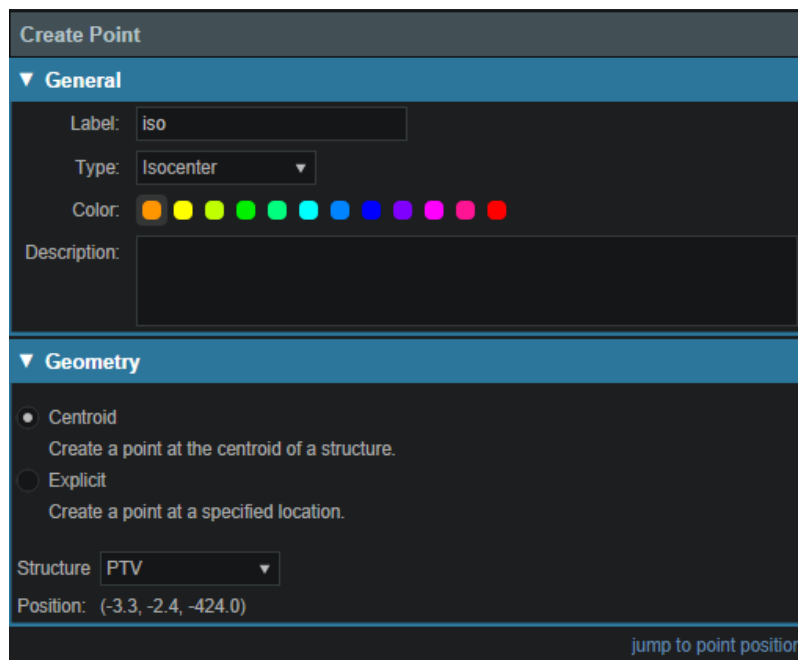 Create Point
▼ General
Label: iso
Type: Isocenter ▼
Color:
Description:
▼ Geometry
Centroid
Create a point at the centroid of a structure.
Explicit
Create a point at a specified location.
Structure PTV ▼
Position: (-3.3, -2.4, -424.0)
jump to point position